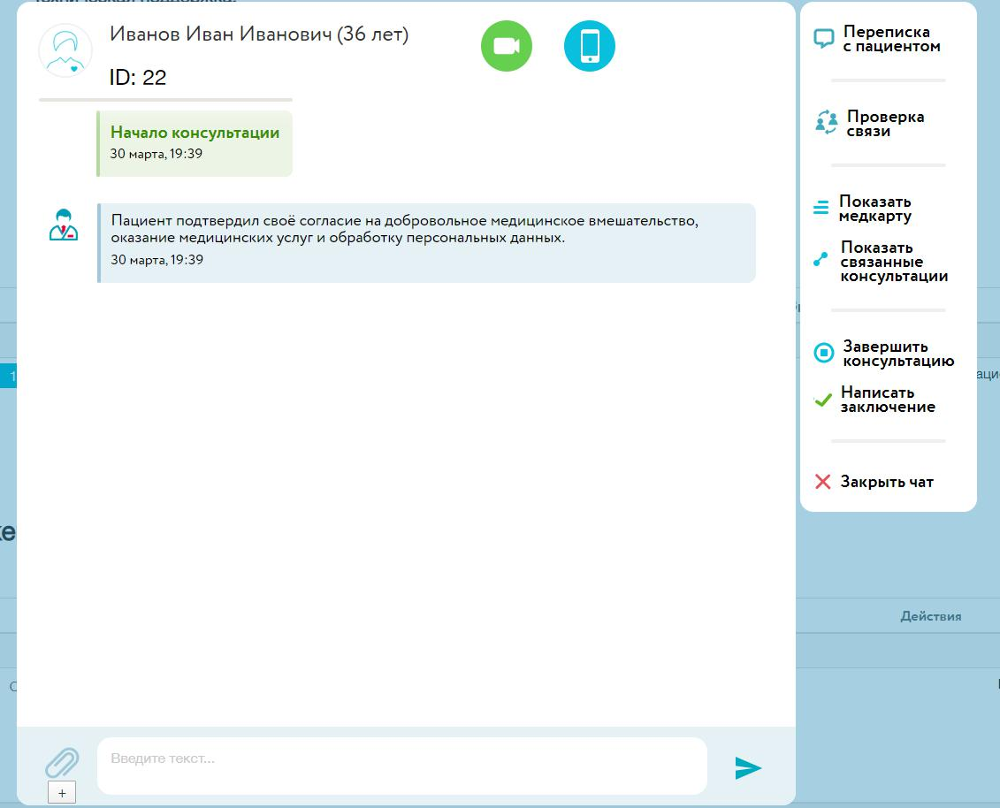 Иванов Иван Иванович (36 лет)
ID: 22
Начало консультации
30 марта, 19:39
Пациент подтвердил своё согласие на добровольное медицинское вмешательство,
оказание медицинских услуг и обработку персональных данных.
30 марта, 19:39
Введите текст...
+
Переписка
с пациентом
Проверка
связи
Показать
медкарту
Показать
связанные
консультации
Завершить
консультацию
Написать
заключение
Закрыть чат
Действия